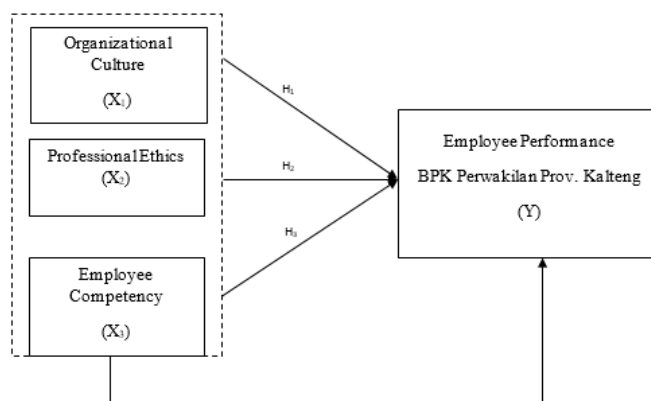 Organizational
Culture
(X₁)
H₁
Professional Ethics
(X₂)
H₂
Employee Performance
BPK Perwakilan Prov. Kalteng
(Y)
H₃
Employee
Competency
(X₃)